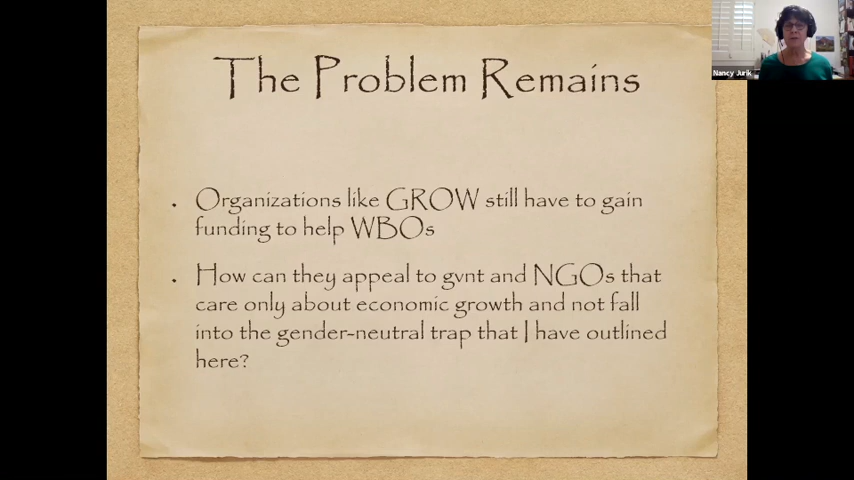 The Problem Remains
Nancy Jurik
. Organizations like GROW still have to gain
funding to help WBOs
. How can they appeal to gvnt and NGOs that
care only about economic growth and not fall
into the gender-neutral trap that I have outlined
here?